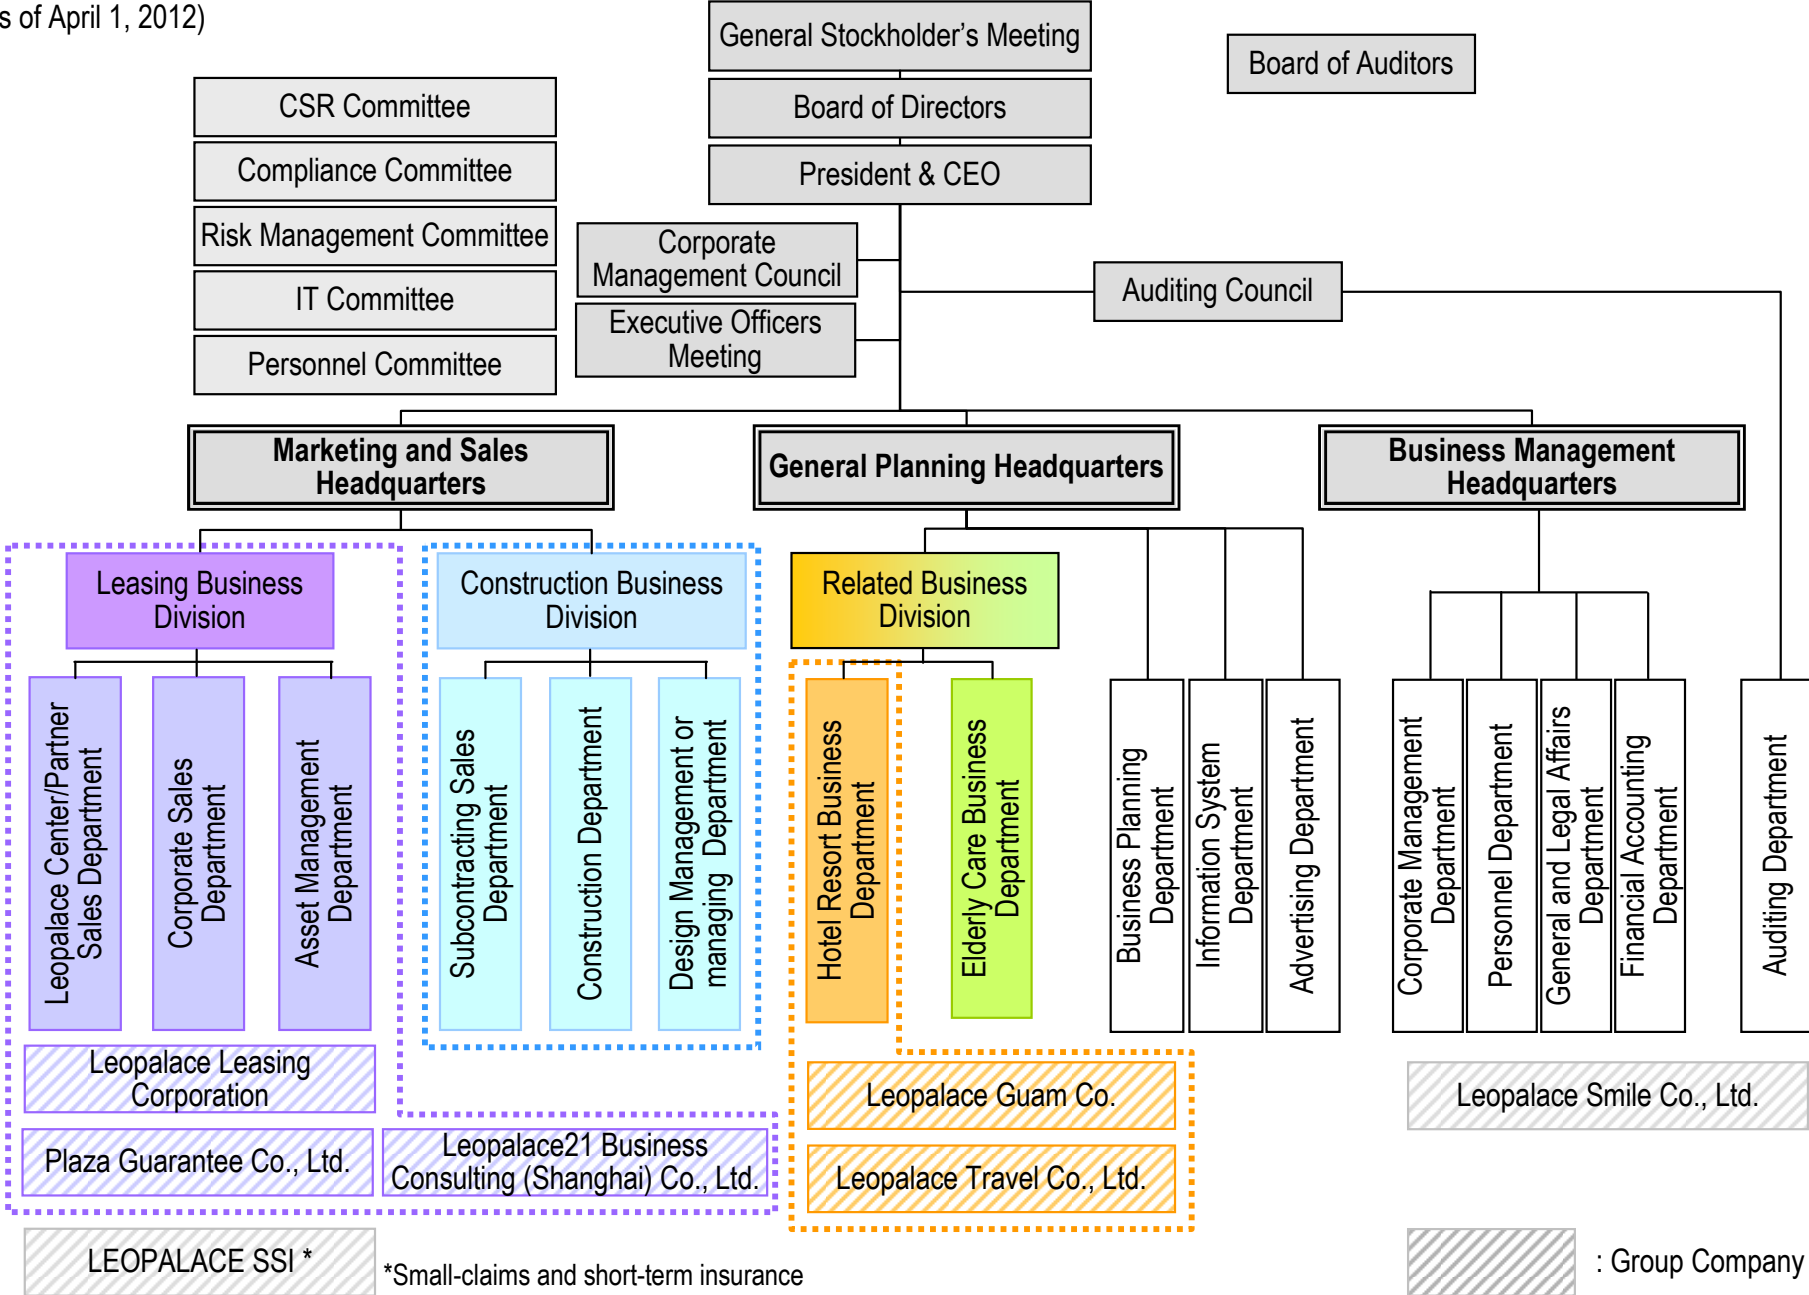 s of April 1, 2012)
General Stockholder's Meeting
Board of Auditors
Board of Directors
President & CEO
CSR Committee
Compliance Committee
Risk Management Committee
IT Committee
Personnel Committee
Corporate
Management Council
Executive Officers
Meeting
Auditing Council
Marketing and Sales
Headquarters
General Planning Headquarters
Business Management
Headquarters
Leasing Business
Division
Construction Business
Division
Related Business
Division
Leopalace Center/Partner
Sales Department
Corporate Sales
Department
Asset Management
Department
Subcontracting Sales
Department
Construction Department
Design Management or
managing Department
Hotel Resort Business
Department
Elderly Care Business
Department
Business Planning
Department
Information System
Department
Advertising Department
Corporate Management
Department
Personnel Department
General and Legal Affairs
Department
Financial Accounting
Department
Auditing Department
Leopalace Leasing
Corporation
Plaza Guarantee Co., Ltd.
Leopalace21 Business
Consulting (Shanghai) Co., Ltd.
Leopalace Guam Co.
Leopalace Travel Co., Ltd.
Leopalace Smile Co., Ltd.
LEOPALACE SSI *
*Small-claims and short-term insurance
: Group Company